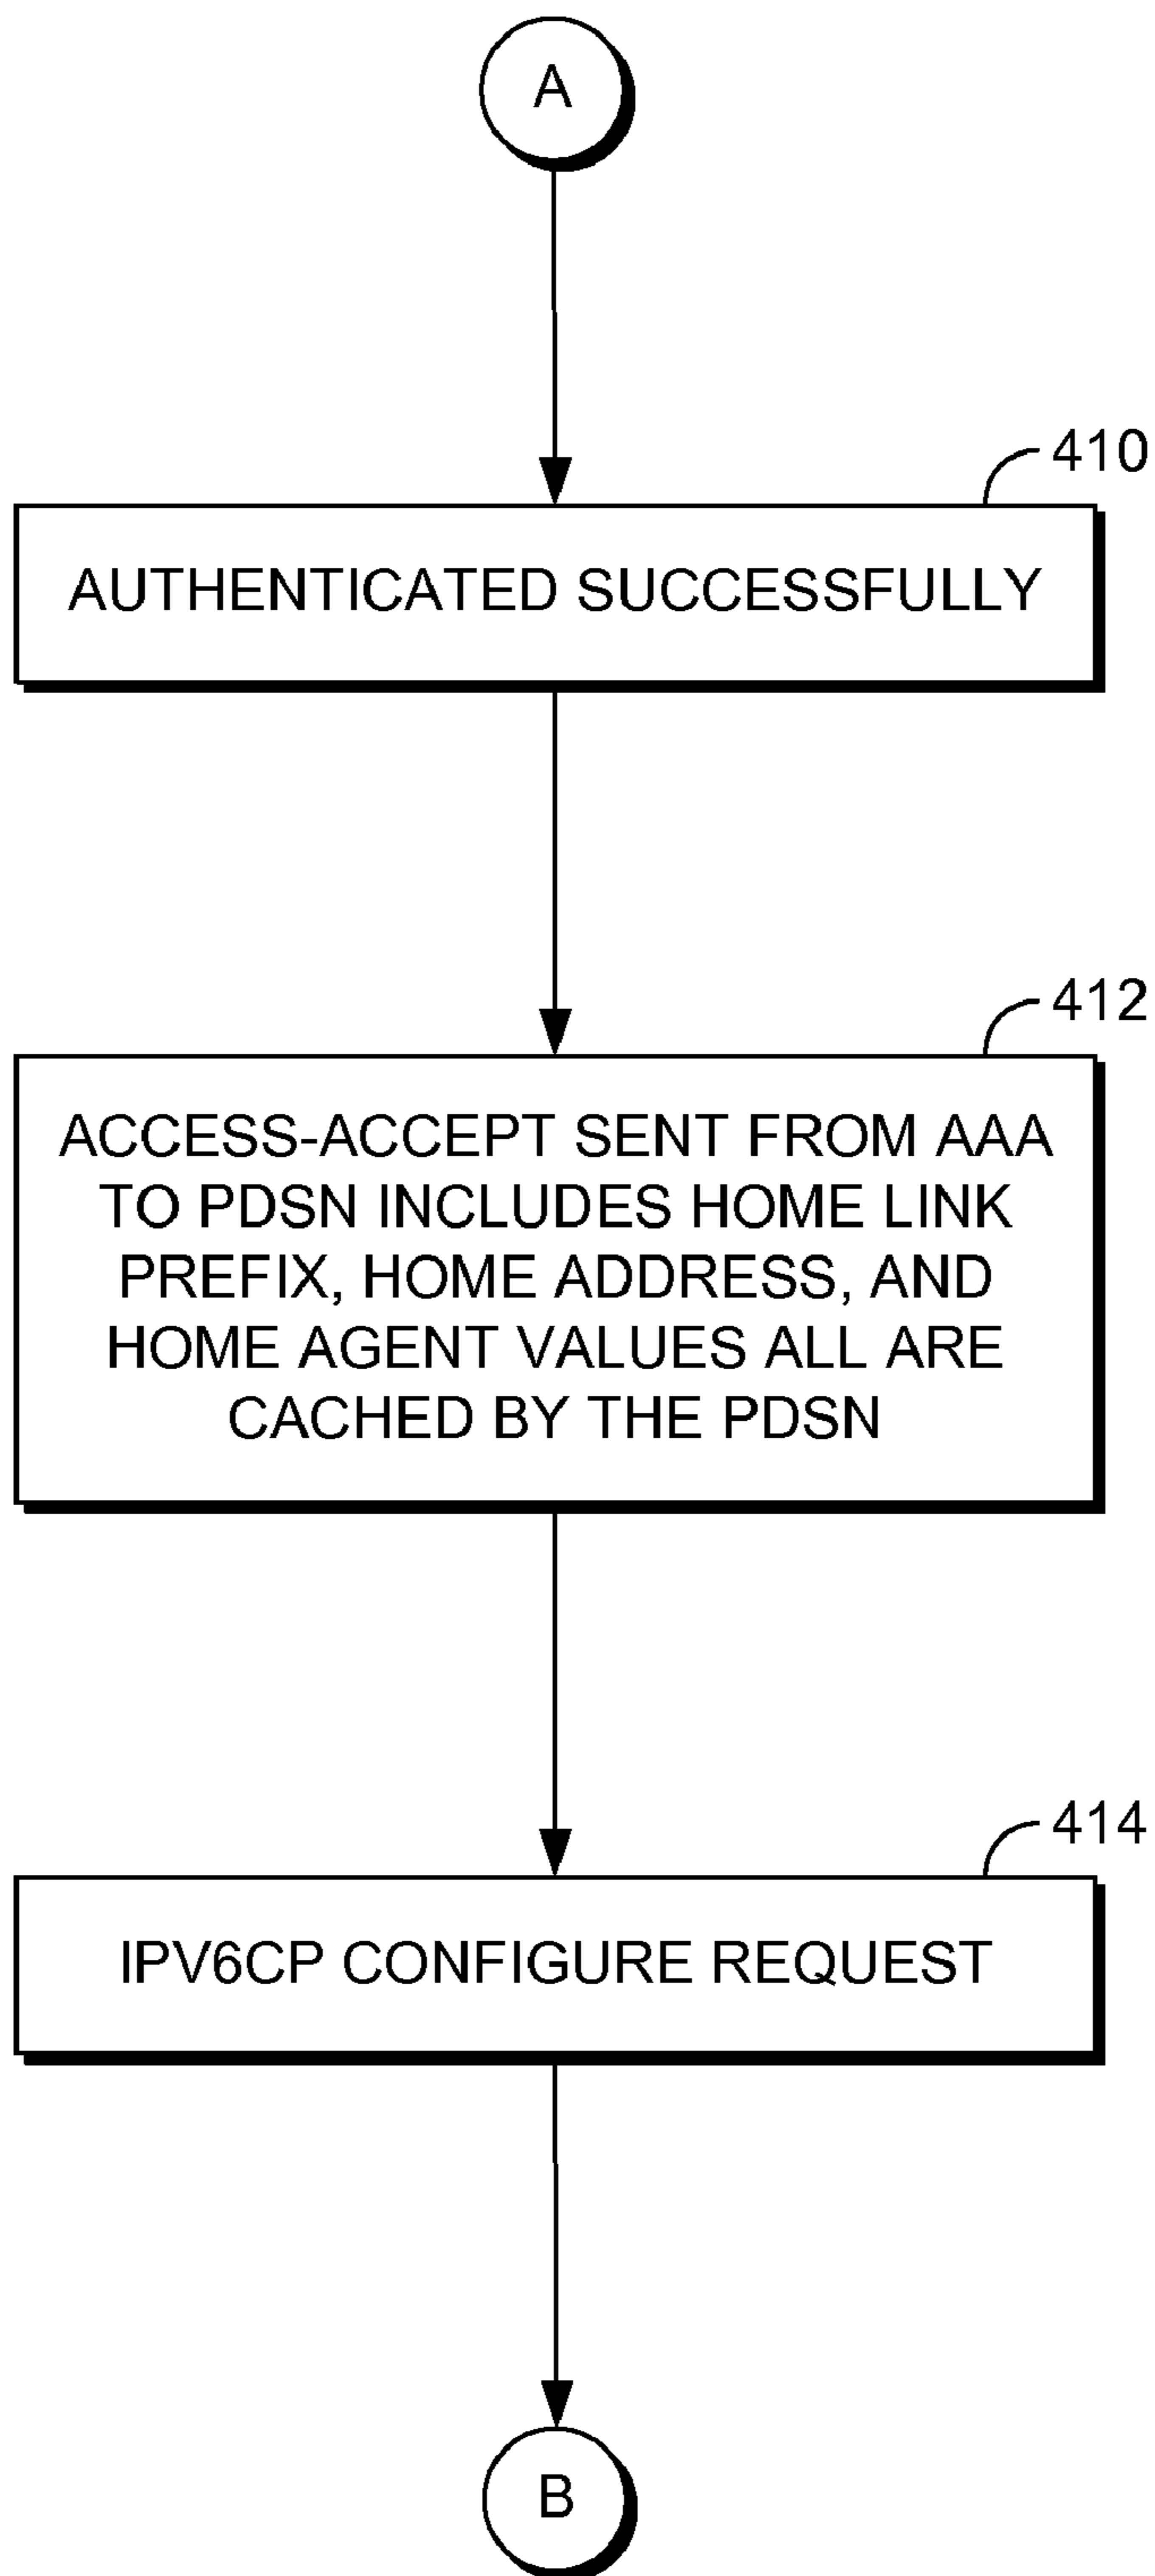 A
410
AUTHENTICATED SUCCESSFULLY
412
ACCESS-ACCEPT SENT FROM AAA
TO PDSN INCLUDES HOME LINK
PREFIX, HOME ADDRESS, AND
HOME AGENT VALUES ALL ARE
CACHED BY THE PDSN
414
IPV6CP CONFIGURE REQUEST
B